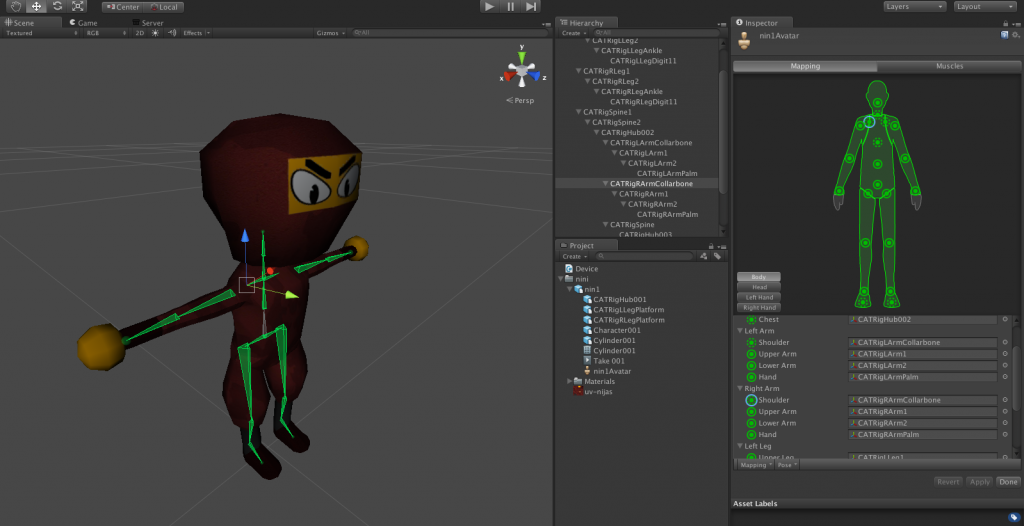 Center Local
Layers Layout
Scene Game Server
Textured RGB 2D Effects Gizmos All
y
x z
Persp
Hierarchy
Create All
CATRigLLeg2
CATRigLLegAnkle
CATRigLLegDigit11
CATRigRLeg1
CATRigRLeg2
CATRigRLegAnkle
CATRigRLegDigit11
CATRigSpine1
CATRigSpine2
CATRigHub002
CATRigLArmCollarbone
CATRigLArm1
CATRigLArm2
CATRigLArmPalm
CATRigRArmCollarbone
CATRigRArm1
CATRigRArm2
CATRigRArmPalm
CATRigSpine
CATRigHub003
Project
Create
Device
nini
nin1
CATRigHub001
CATRigLLegPlatform
CATRigRLegPlatform
Character001
Cylinder001
Cylinder001
Take 001
nin1Avatar
Materials
uv-nijas
Inspector
nin1Avatar
Mapping Muscles
Body
Head
Left Hand
Right Hand
Chest CATRigHub002
Left Arm
Shoulder CATRigLArmCollarbone
Upper Arm CATRigLArm1
Lower Arm CATRigLArm2
Hand CATRigLArmPalm
Right Arm
Shoulder CATRigRArmCollarbone
Upper Arm CATRigRArm1
Lower Arm CATRigRArm2
Hand CATRigRArmPalm
Left Leg
Upper Leg CATRigLLeg1
Mapping Pose
Revert Apply Done
Asset Labels